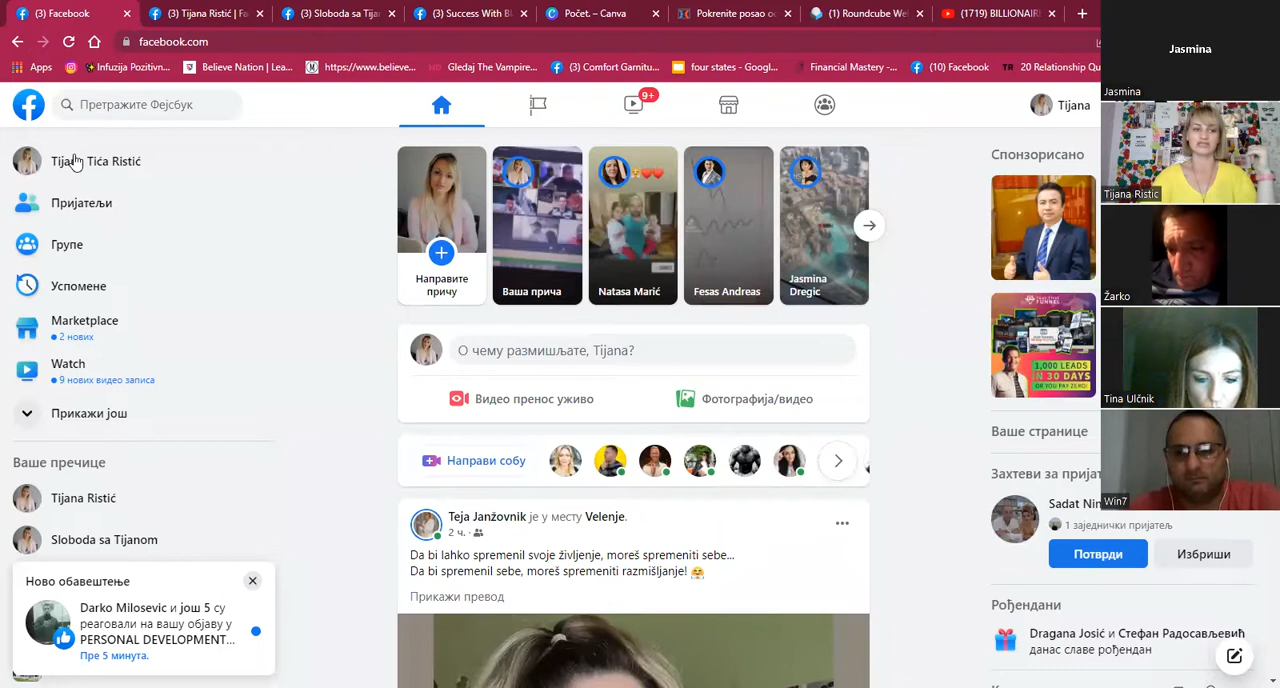 (3) Facebook
(3) Tijana Ristić | Fa
(3) Sloboda sa Tija
(3) Success With Bl
Počet. – Canva
Pokrenite posao o
(1) Roundcube We
(1719) BILLIONAIR
facebook.com
Apps
Infuzija Pozitivn...
Believe Nation | Lea...
https://www.believe...
Gledaj The Vampire...
(3) Comfort Garnitu...
four states - Googl...
Financial Mastery -...
(10) Facebook
20 Relationship Qu
Претражите Фејсбук
9+
Tijana
Tijana Tića Ristić
Пријатељи
Групе
Успомене
Marketplace
2 нових
Watch
9 нових видео записа
Прикажи још
Ваше пречице
Tijana Ristić
Sloboda sa Tijanom
Ново обавештење
Darko Milosevic и још 5 су
реаговали на вашу објаву у
PERSONAL DEVELOPMENT...
Пре 5 минута.
Направите
причу
Ваша прича
Natasa Marić
Fesas Andreas
Jasmina
Dregic
О чему размишљате, Tijana?
Видео пренос уживо
Фотографија/видео
Направи собу
Teja Janžovnik је у месту Velenje.
2 ч.
Da bi lahko spremenil svoje življenje, moreš spremeniti sebe...
Da bi spremenil sebe, moreš spremeniti razmišljanje!
Прикажи превод
Спонзорисано
1,000 LEADS
IN 30 DAYS
OR YOU PAY ZERO!
Ваше странице
Захтеви за пријат
Sadat Nin
1 заједнички пријатељ
Потврди
Избриши
Рођендани
Dragana Josić и Стефан Радосављевић
данас славе рођендан
Jasmina
Jasmina
Tijana Ristic
Žarko
Tina Ulčnik
Win7